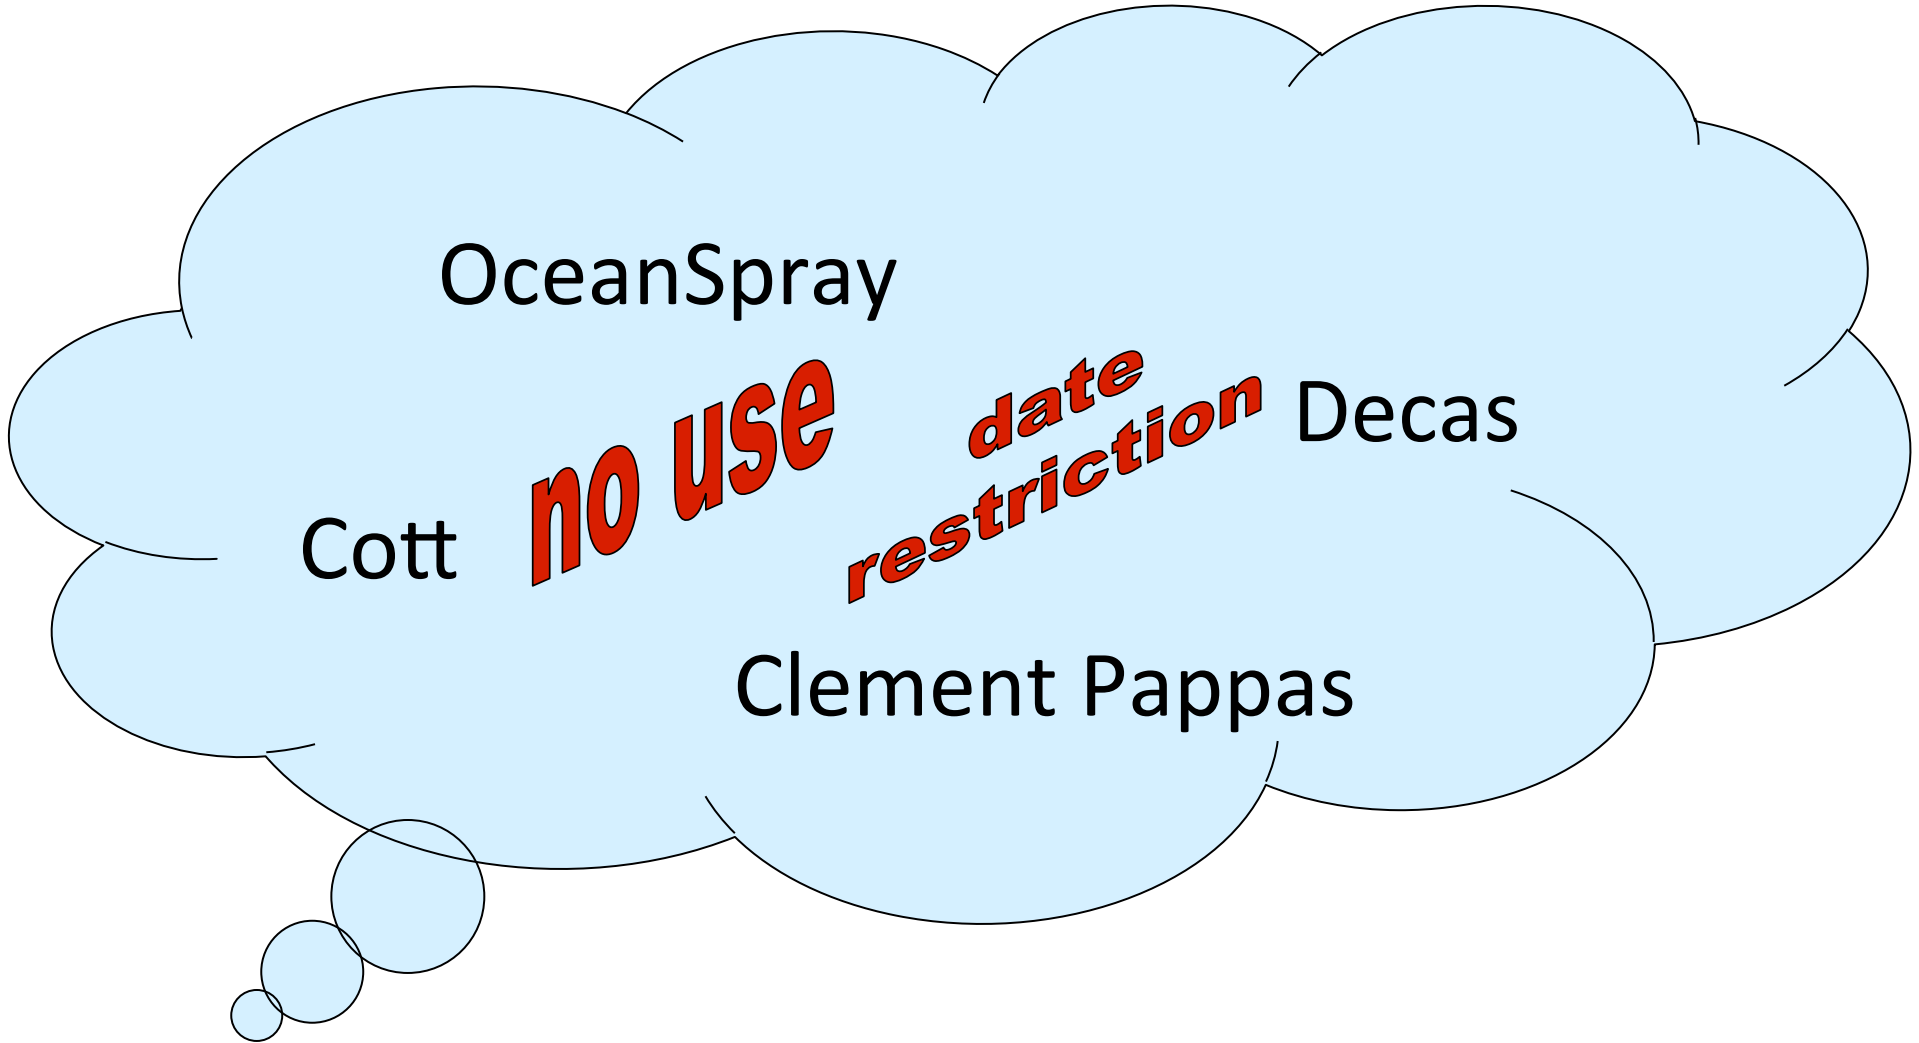 OceanSpray
no use
date
restriction
Decas
Cott
Clement Pappas